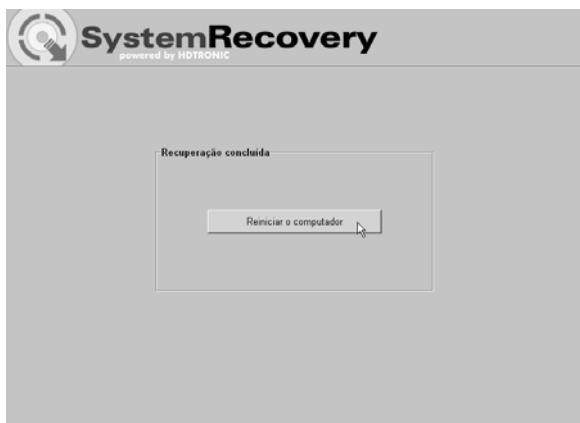 SystemRecovery
powered by HDTRONIC
Recuperação concluída
Reiniciar o computador